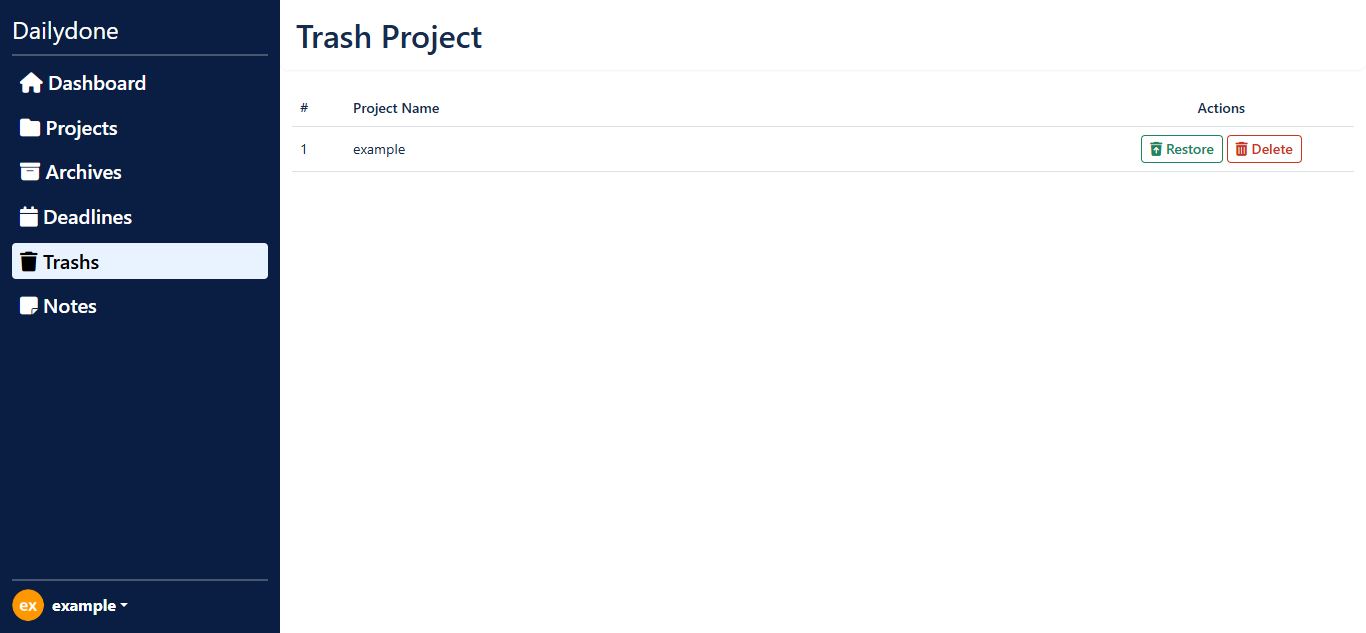 Dailydone
Dashboard
Projects
Archives
Deadlines
Trashs
Notes
ex example
Trash Project
# Project Name Actions
1 example Restore Delete